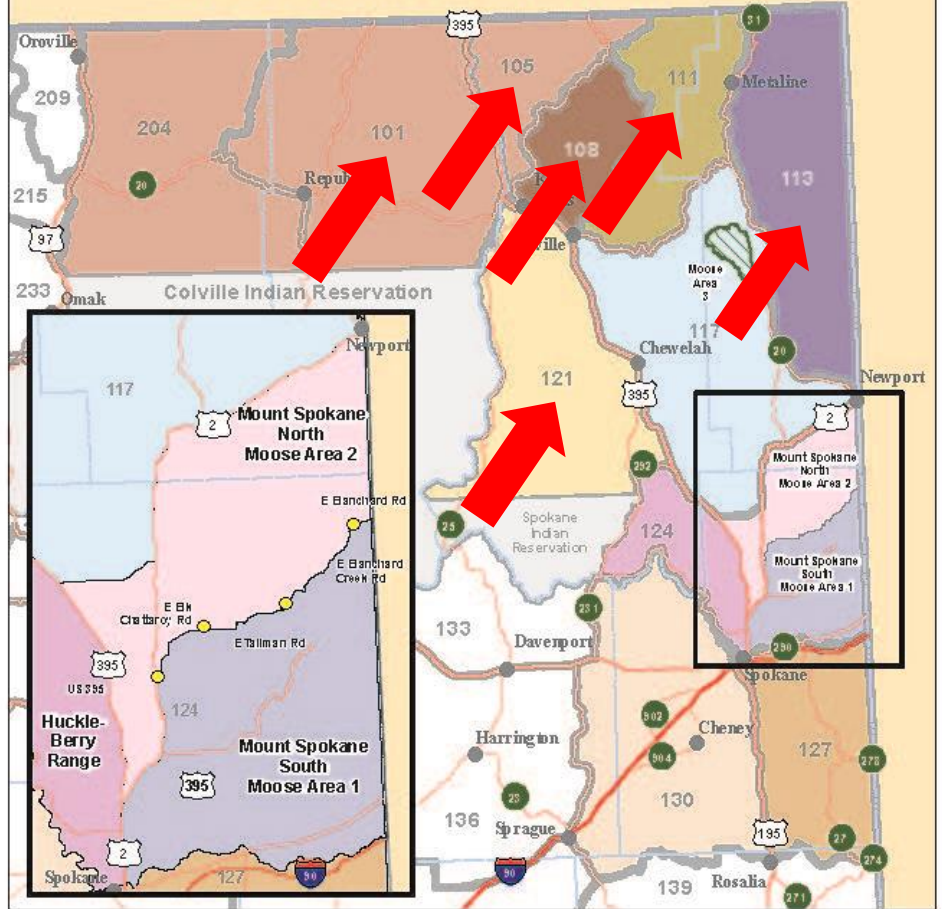 395
31
Oroville
105
111
Metaline
209
204
101
108
20
113
215
97
ville
Moose
Area
3
233
Omak
Colville Indian Reservation
117
Chewelah
20
Newport
121
395
2
292
Mount Spokane
North
Moose Area 2
25
Spokane
Indian
Reservation
124
Mount Spokane
South
Moose Area 1
231
133
Davenport
290
Spokane
902
Cheney
Harrington
904
127
278
23
130
136
Sprague
195
27
274
90
139
Rosalia
271
Newport
117
2
Mount Spokane
North
Moose Area 2
E Blanchard Rd
E Blanchard
Creek Rd
E Elk
Chattaroy Rd
E Tallman Rd
395
US 395
124
Huckle-
Berry
Range
Mount Spokane
South
Moose Area 1
395
2
Spokane
127
90